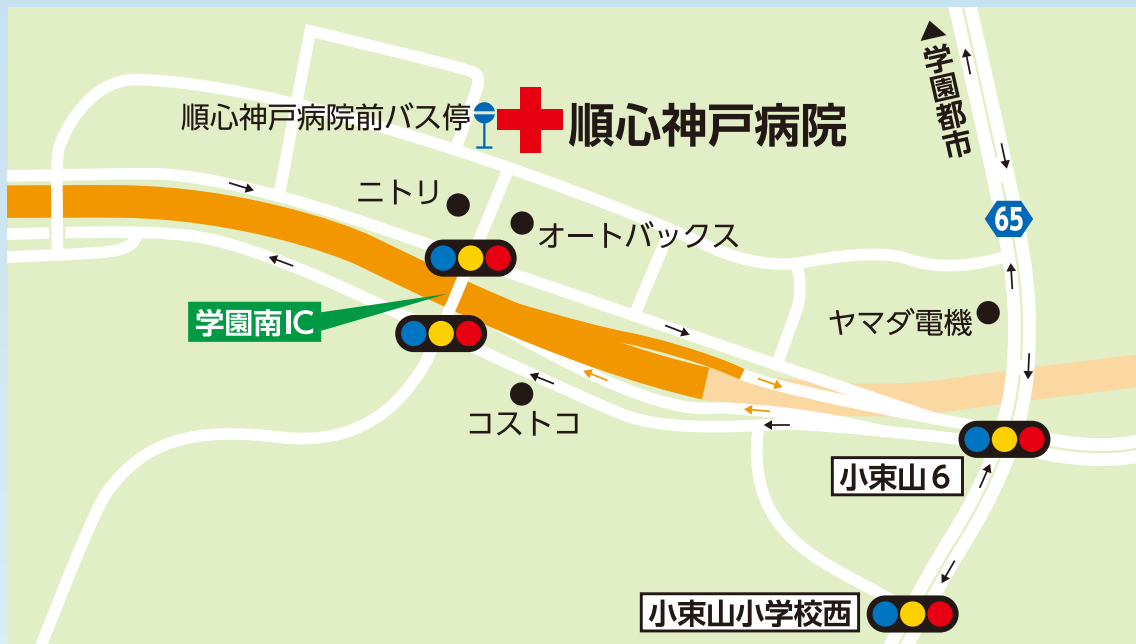 ▲学園都市
順心神戸病院前バス停
順心神戸病院
ニトリ
オートバックス
65
学園南IC
ヤマダ電機
コストコ
小束山6
小束山小学校西